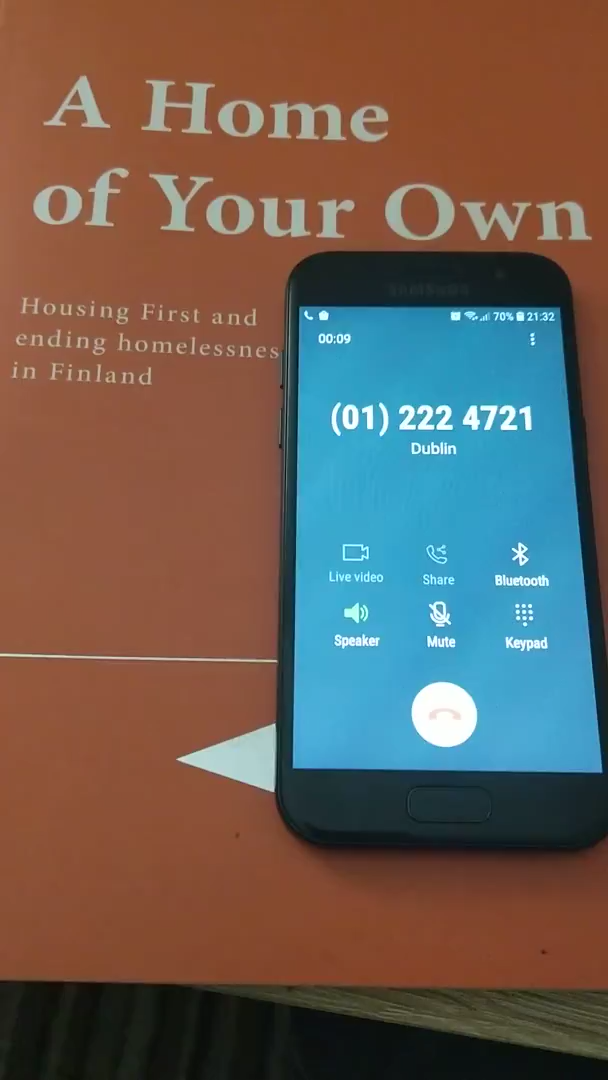 A Home
of Your Own
Housing First and
ending homelessnes
in Finland
SAMSUNG
70% 21:32
00:09
(01) 222 4721
Dublin
Live video Share Bluetooth
Speaker Mute Keypad